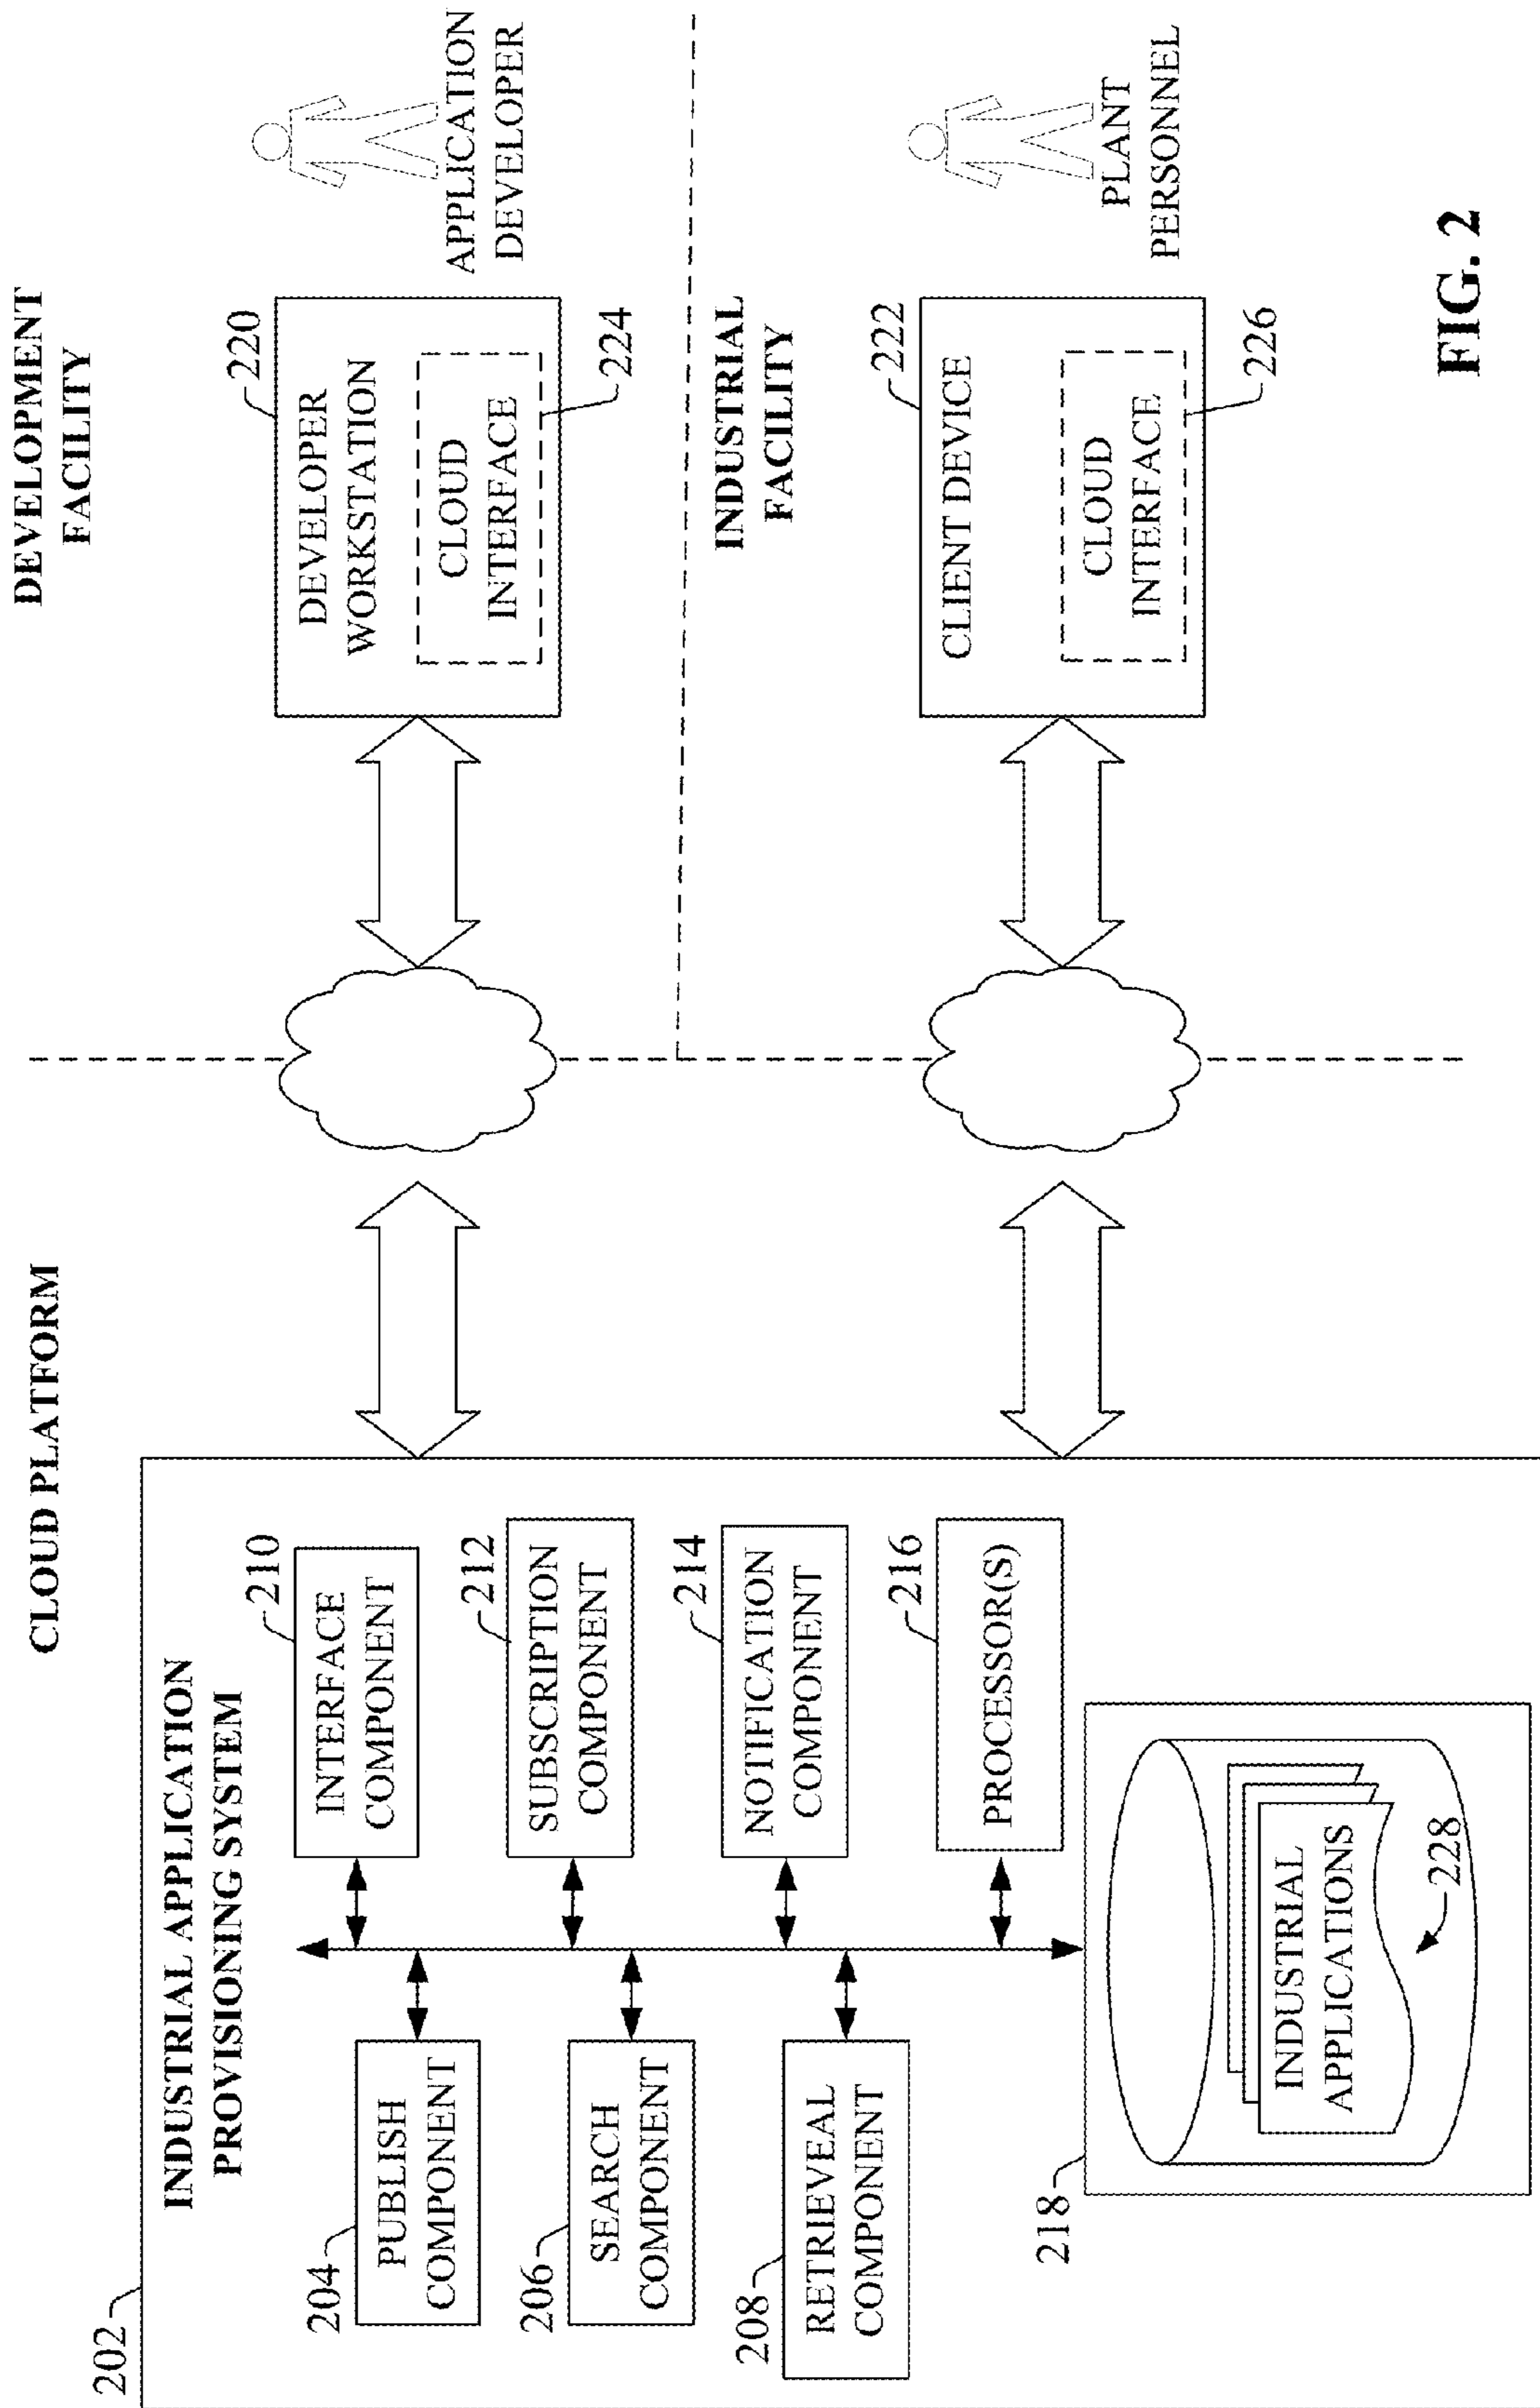 CLOUD PLATFORM
DEVELOPMENT
FACILITY
202
INDUSTRIAL APPLICATION
PROVISIONING SYSTEM
204
PUBLISH
COMPONENT
206
SEARCH
COMPONENT
208
RETRIEVAL
COMPONENT
210
INTERFACE
COMPONENT
212
SUBSCRIPTION
COMPONENT
214
NOTIFICATION
COMPONENT
216
PROCESSOR(S)
218
INDUSTRIAL
APPLICATIONS
228
220
DEVELOPER
WORKSTATION
CLOUD
INTERFACE
224
APPLICATION
DEVELOPER
INDUSTRIAL
FACILITY
222
CLIENT DEVICE
CLOUD
INTERFACE
226
PLANT
PERSONNEL
FIG. 2